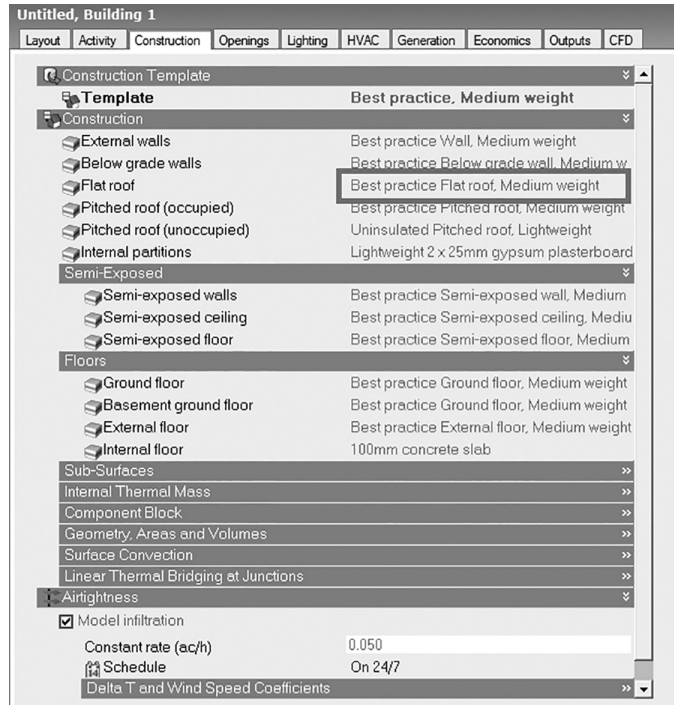 Untitled, Building 1
Layout Activity Construction Openings Lighting HVAC Generation Economics Outputs CFD
Construction Template
Template Best practice, Medium weight
Construction
External walls Best practice Wall, Medium weight
Below grade walls Best practice Below grade wall, Medium w
Flat roof Best practice Flat roof, Medium weight
Pitched roof (occupied) Best practice Pitched roof, Medium weight
Pitched roof (unoccupied) Uninsulated Pitched roof, Lightweight
Internal partitions Lightweight 2 x 25mm gypsum plasterboard
Semi-Exposed
Semi-exposed walls Best practice Semi-exposed wall, Medium
Semi-exposed ceiling Best practice Semi-exposed ceiling, Mediu
Semi-exposed floor Best practice Semi-exposed floor, Medium
Floors
Ground floor Best practice Ground floor, Medium weight
Basement ground floor Best practice Ground floor, Medium weight
External floor Best practice External floor, Medium weight
Internal floor 100mm concrete slab
Sub-Surfaces
Internal Thermal Mass
Component Block
Geometry, Areas and Volumes
Surface Convection
Linear Thermal Bridging at Junctions
Airtightness
Model infiltration
Constant rate (ac/h) 0.050
Schedule On 24/7
Delta T and Wind Speed Coefficients